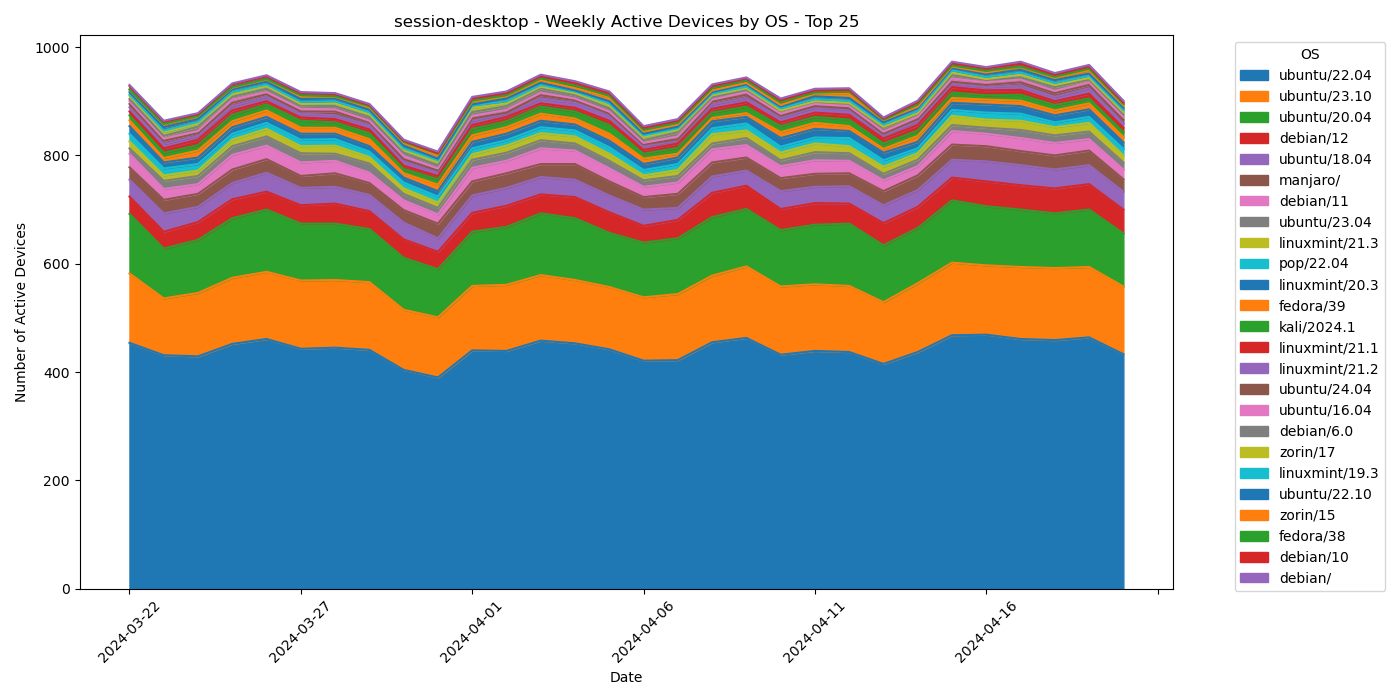 session-desktop - Weekly Active Devices by OS - Top 25
1000
800
600
400
200
0
Number of Active Devices
2024-03-22
2024-03-27
2024-04-01
2024-04-06
2024-04-11
2024-04-16
Date
OS
ubuntu/22.04
ubuntu/23.10
ubuntu/20.04
debian/12
ubuntu/18.04
manjaro/
debian/11
ubuntu/23.04
linuxmint/21.3
pop/22.04
linuxmint/20.3
fedora/39
kali/2024.1
linuxmint/21.1
linuxmint/21.2
ubuntu/24.04
ubuntu/16.04
debian/6.0
zorin/17
linuxmint/19.3
ubuntu/22.10
zorin/15
fedora/38
debian/10
debian/